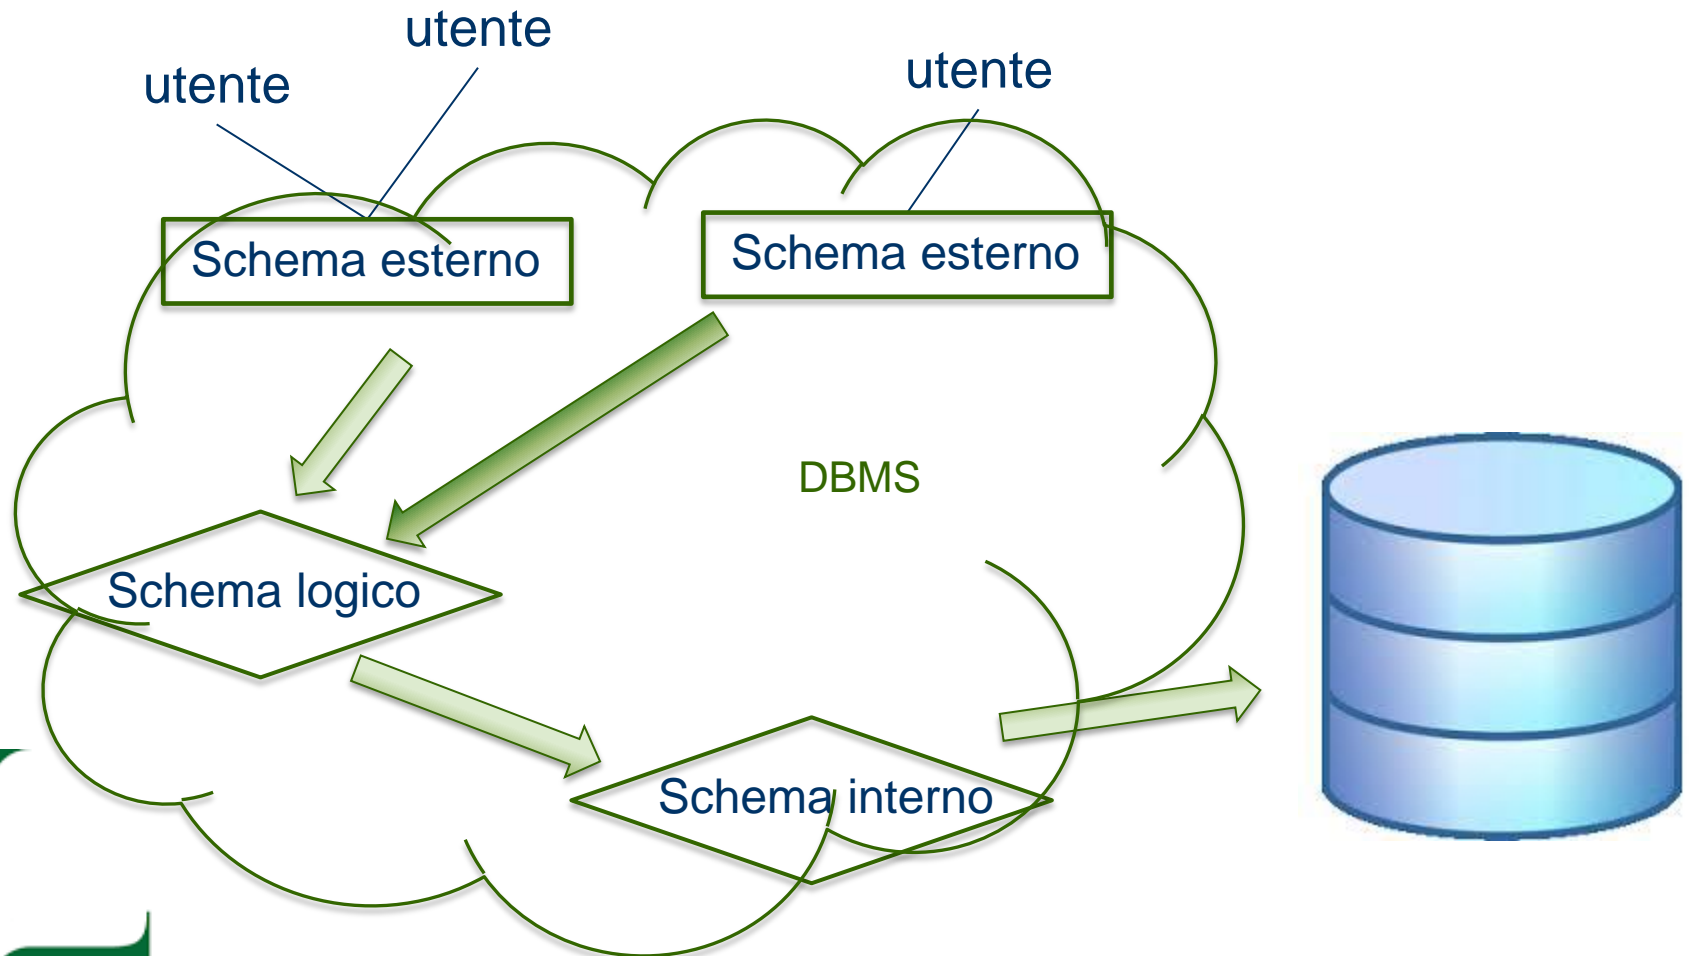 utente
utente
utente
Schema esterno
Schema esterno
DBMS
Schema logico
Schema interno